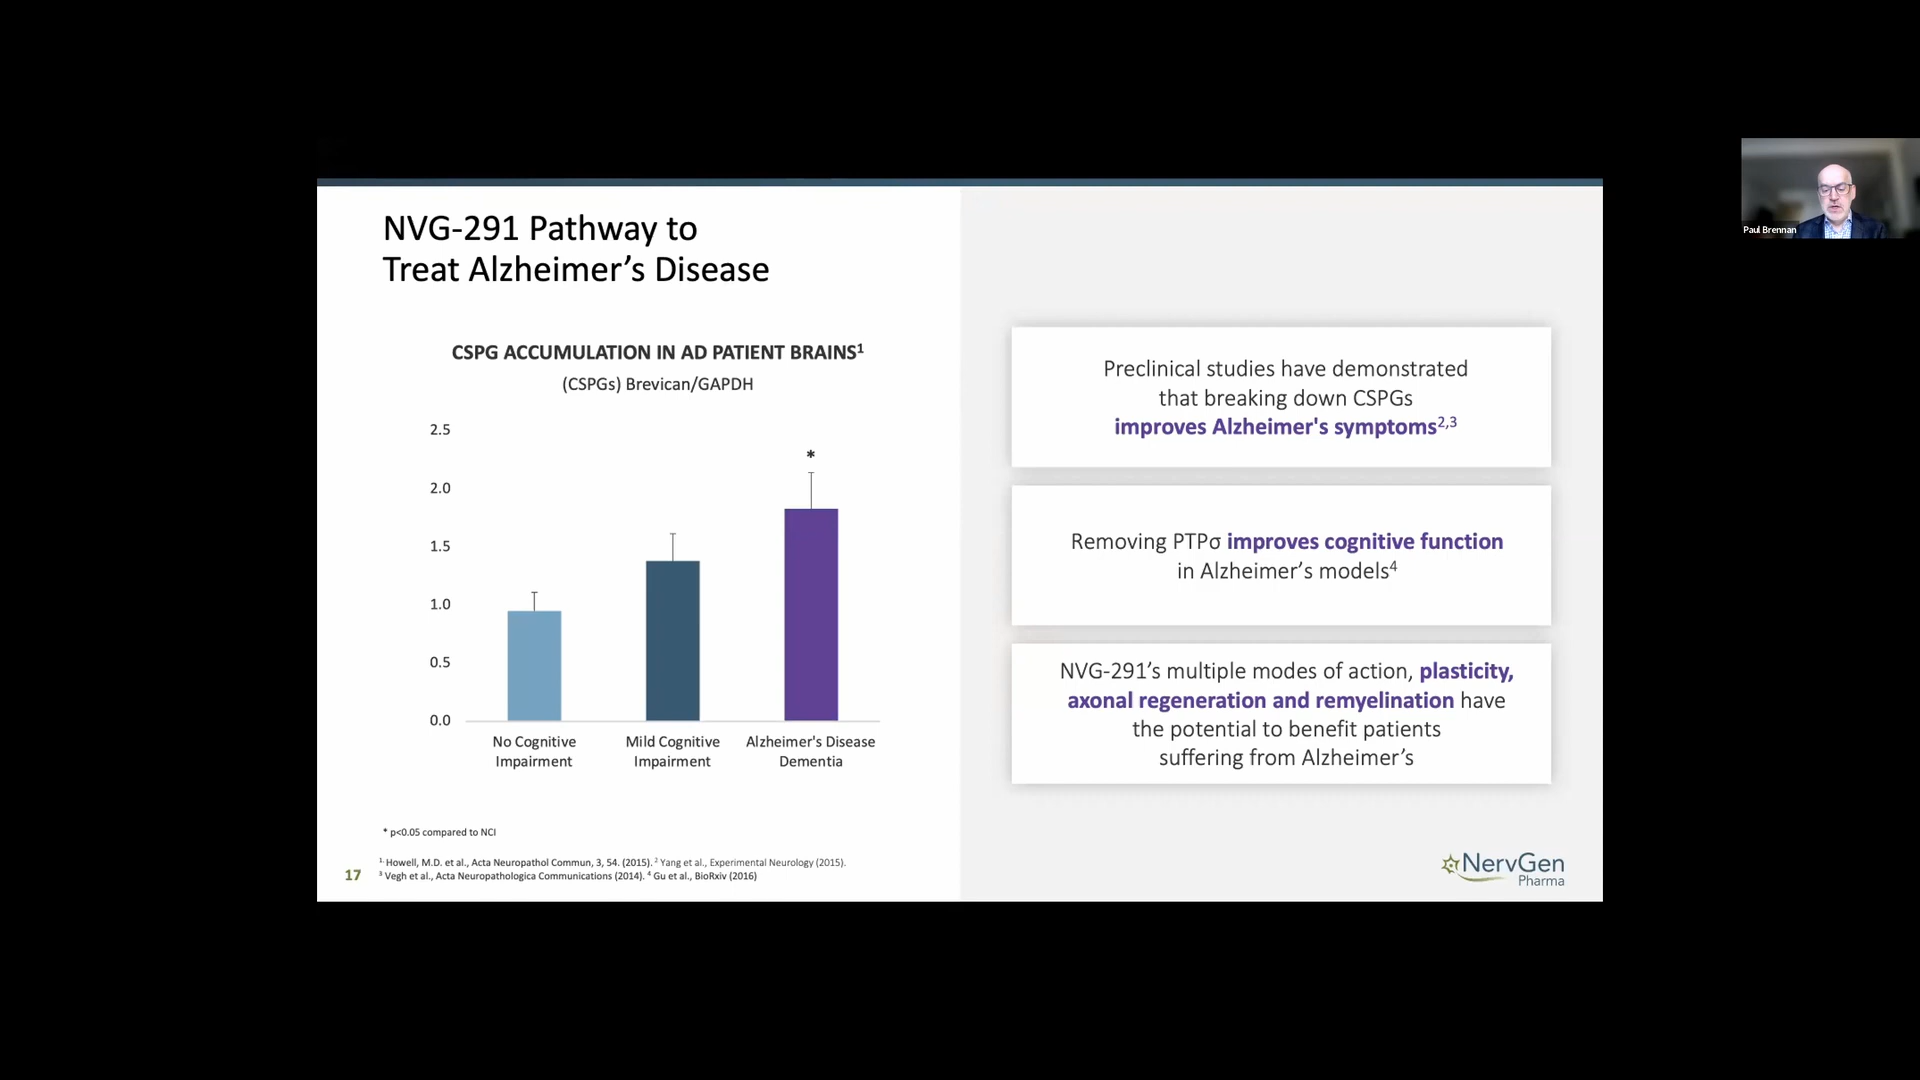 NVG-291 Pathway to
Treat Alzheimer’s Disease
CSPG ACCUMULATION IN AD PATIENT BRAINS¹
(CSPGs) Brevican/GAPDH
2.5
2.0
1.5
1.0
0.5
0.0
*
No Cognitive
Impairment
Mild Cognitive
Impairment
Alzheimer's Disease
Dementia
* p<0.05 compared to NCI
¹· Howell, M.D. et al., Acta Neuropathol Commun, 3, 54. (2015). ² Yang et al., Experimental Neurology (2015).
³ Vegh et al., Acta Neuropathologica Communications (2014). ⁴ Gu et al., BioRxiv (2016)
17
Preclinical studies have demonstrated
that breaking down CSPGs
improves Alzheimer's symptoms²,³
Removing PTPσ improves cognitive function
in Alzheimer’s models⁴
NVG-291’s multiple modes of action, plasticity,
axonal regeneration and remyelination have
the potential to benefit patients
suffering from Alzheimer’s
NervGen
Pharma
Paul Brennan